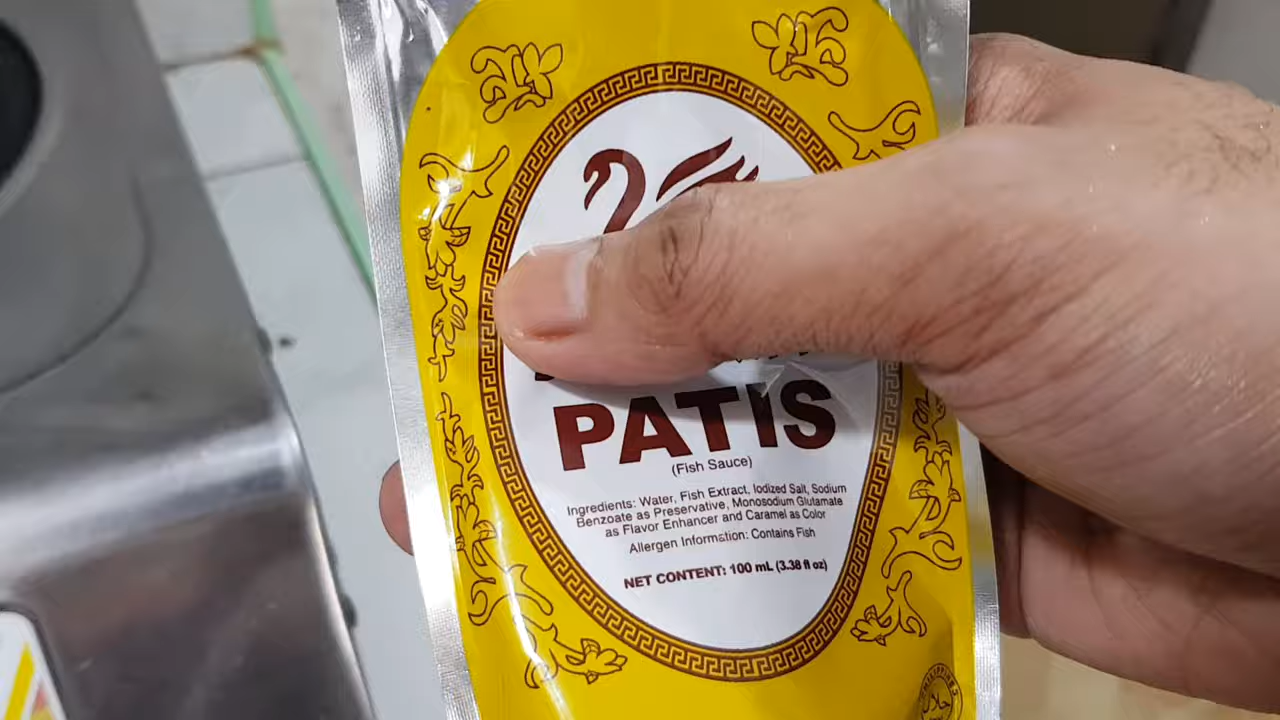 PATIS
(Fish Sauce)
Ingredients: Water, Fish Extract, Iodized Salt, Sodium
Benzoate as Preservative, Monosodium Glutamate
as Flavor Enhancer and Caramel as Color
Allergen Information: Contains Fish
NET CONTENT: 100 mL (3.38 fl oz)